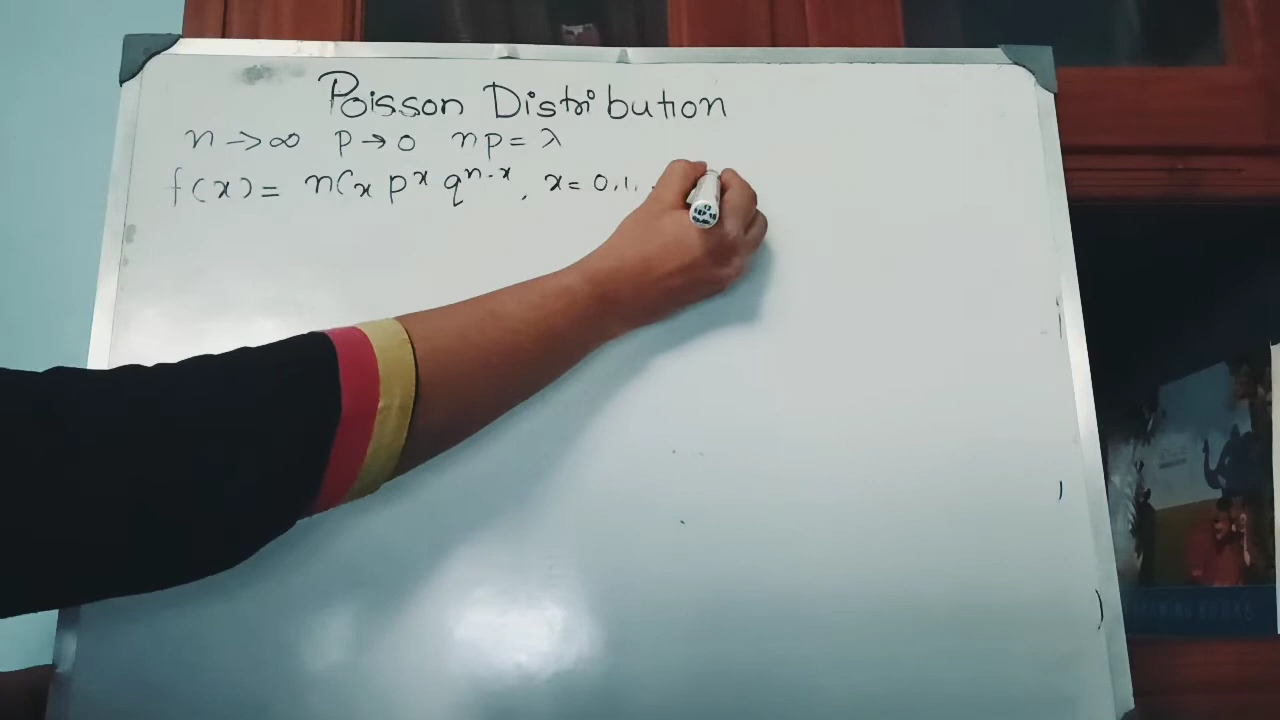 Poisson Distribution
n → ∞ p → 0 np = λ
f(x) = nCx p^x q^n-x, x = 0, 1,